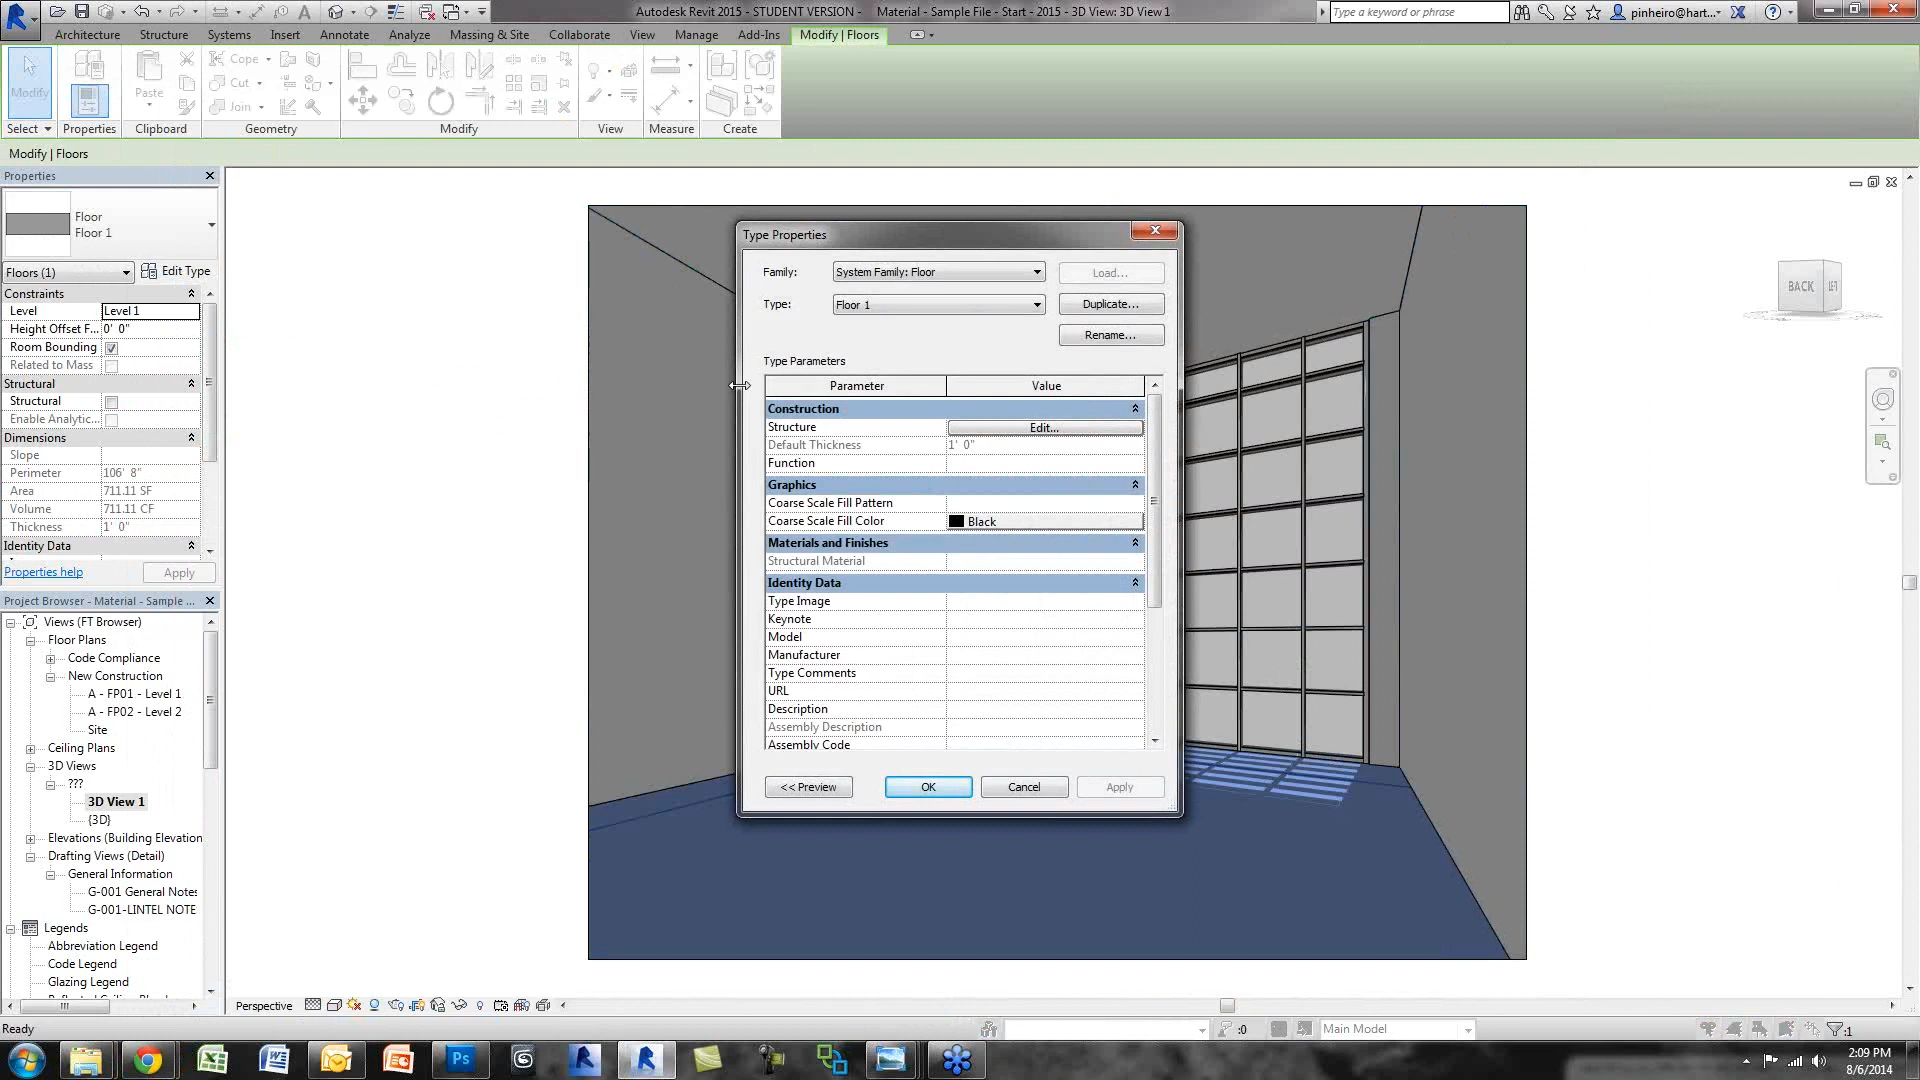 Autodesk Revit 2015 - STUDENT VERSION - Material - Sample File - Start - 2015 - 3D View: 3D View 1
Type a keyword or phrase
pinheiro@hart...
Architecture Structure Systems Insert Annotate Analyze Massing & Site Collaborate View Manage Add-Ins Modify | Floors
Modify
Paste
Cope
Cut
Join
Select Properties Clipboard Geometry Modify View Measure Create
Modify | Floors
Properties
Floor
Floor 1
Floors (1)
Edit Type
Constraints
Level Level 1
Height Offset F... 0' 0"
Room Bounding
Related to Mass
Structural
Structural
Enable Analytic...
Dimensions
Slope
Perimeter 106' 8"
Area 711.11 SF
Volume 711.11 CF
Thickness 1' 0"
Identity Data
Properties help
Apply
Project Browser - Material - Sample ...
Views (FT Browser)
Floor Plans
Code Compliance
New Construction
A - FP01 - Level 1
A - FP02 - Level 2
Site
Ceiling Plans
3D Views
???
3D View 1
{3D}
Elevations (Building Elevation
Drafting Views (Detail)
General Information
G-001 General Notes
G-001-LINTEL NOTE
Legends
Abbreviation Legend
Code Legend
Glazing Legend
Type Properties
Family: System Family: Floor Load...
Type: Floor 1 Duplicate...
Rename...
Type Parameters
Parameter Value
Construction
Structure Edit...
Default Thickness 1' 0"
Function
Graphics
Coarse Scale Fill Pattern
Coarse Scale Fill Color Black
Materials and Finishes
Structural Material
Identity Data
Type Image
Keynote
Model
Manufacturer
Type Comments
URL
Description
Assembly Description
Assembly Code
<< Preview OK Cancel Apply
BACK
Perspective
Ready
:0
Main Model
:1
Ps
2:09 PM
8/6/2014